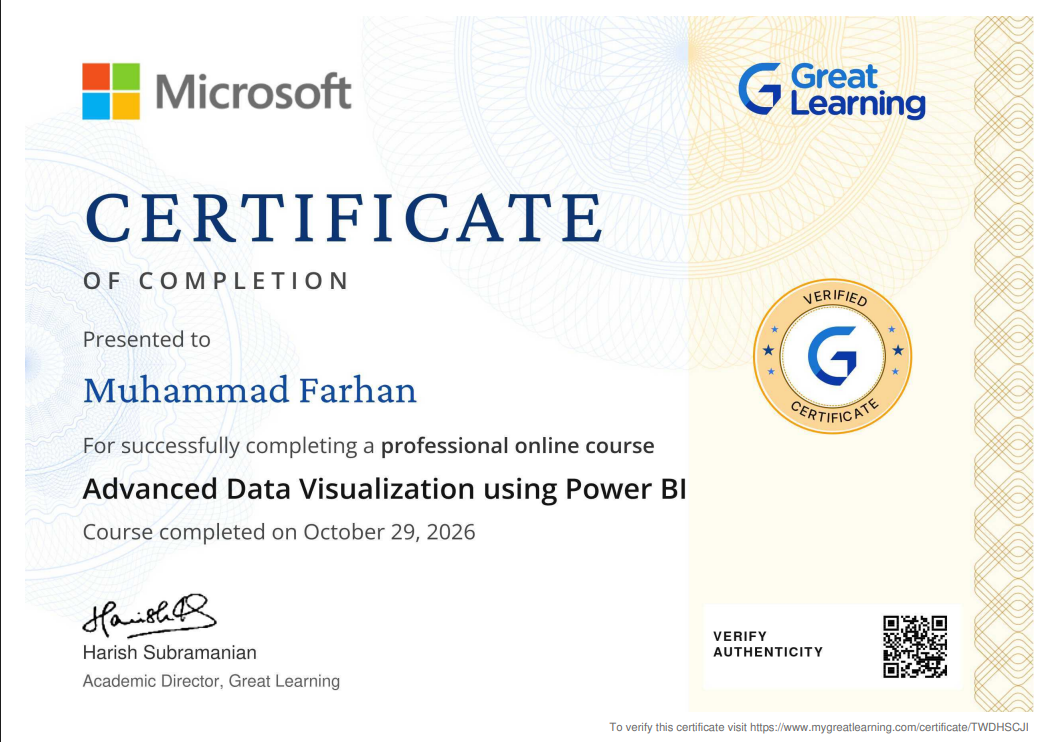 Microsoft
Great
Learning
CERTIFICATE
OF COMPLETION
Presented to
Muhammad Farhan
For successfully completing a professional online course
Advanced Data Visualization using Power BI
Course completed on October 29, 2026
VERIFIED
CERTIFICATE
Harish Subramanian
Academic Director, Great Learning
VERIFY
AUTHENTICITY
To verify this certificate visit https://www.mygreatlearning.com/certificate/TWDHSCJI